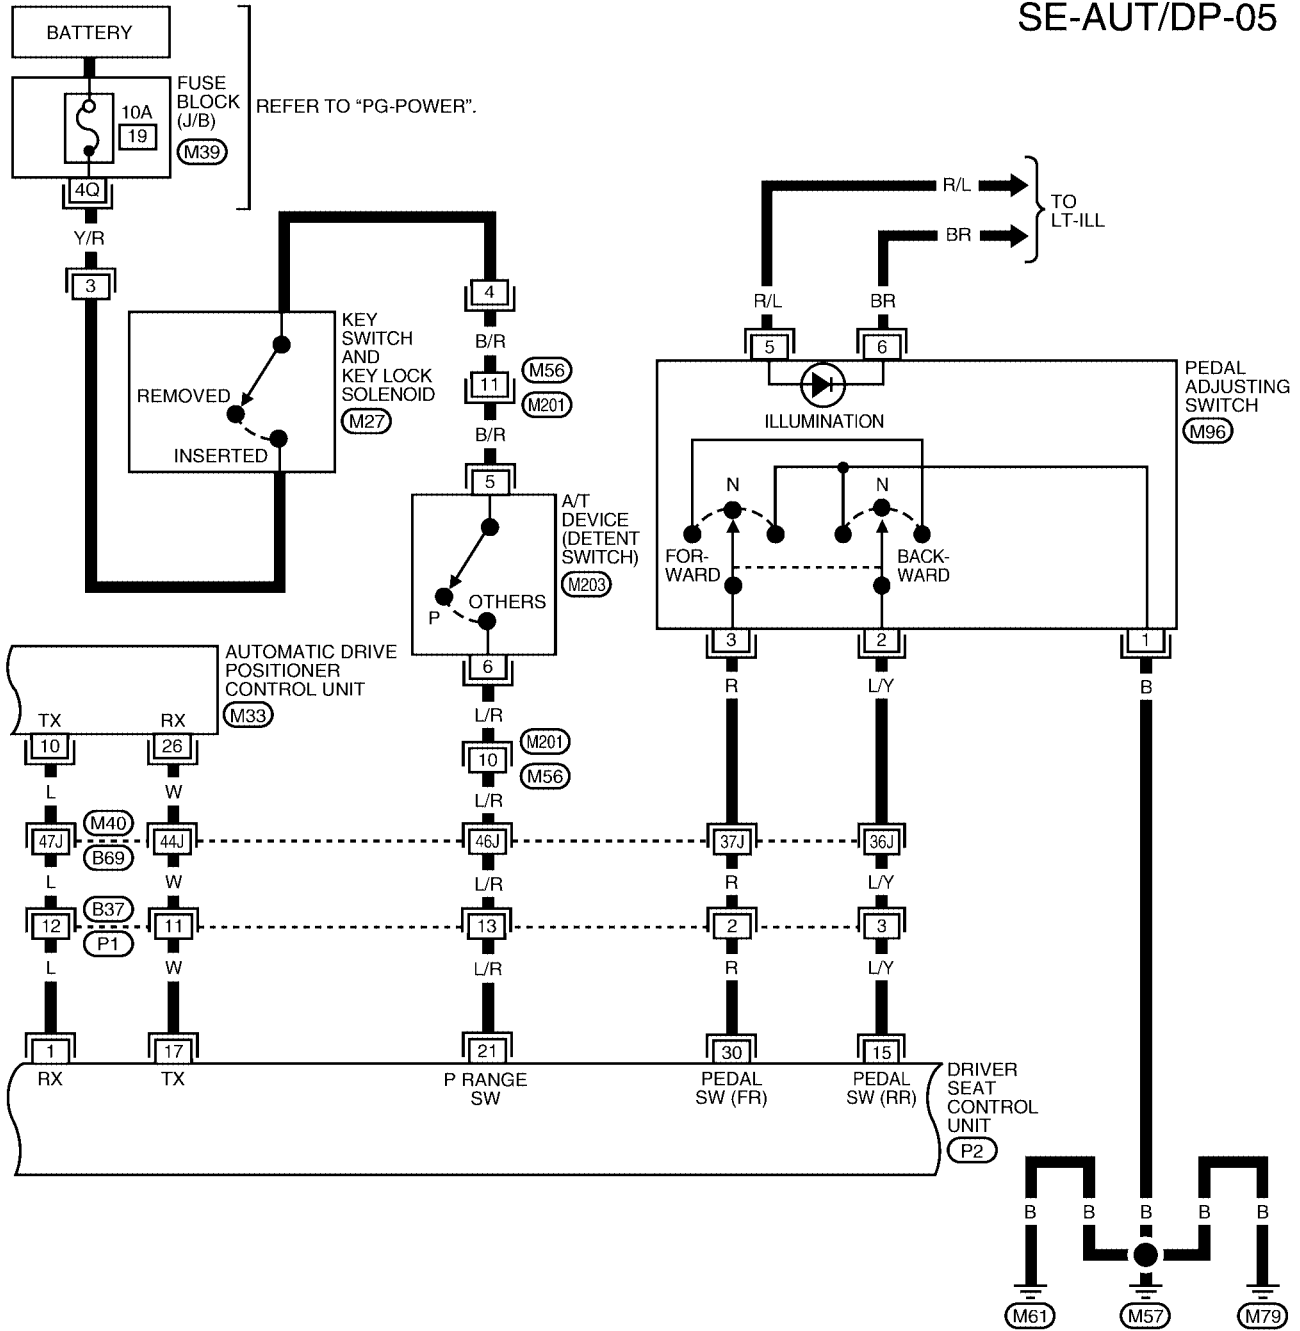 SE-AUT/DP-05
BATTERY
FUSE
BLOCK
(J/B)
M39
10A
19
REFER TO “PG-POWER”.
4Q
Y/R
3
KEY
SWITCH
AND
KEY LOCK
SOLENOID
M27
REMOVED
INSERTED
4
B/R
11
M56
M201
B/R
5
A/T
DEVICE
(DETENT
SWITCH)
M203
P
OTHERS
6
L/R
10
M201
M56
L/R
R/L
BR
TO
LT-ILL
R/L
BR
5
6
ILLUMINATION
PEDAL
ADJUSTING
SWITCH
M96
N
N
FOR-
WARD
BACK-
WARD
3
2
1
R
L/Y
B
AUTOMATIC DRIVE
POSITIONER
CONTROL UNIT
M33
TX
RX
10
26
L
W
M40
B69
47J
44J
46J
37J
36J
L
W
L/R
R
L/Y
B37
P1
12
11
13
2
3
L
W
L/R
R
L/Y
1
17
21
30
15
RX
TX
P RANGE
SW
PEDAL
SW (FR)
PEDAL
SW (RR)
DRIVER
SEAT
CONTROL
UNIT
P2
B
B
B
B
B
M61
M57
M79